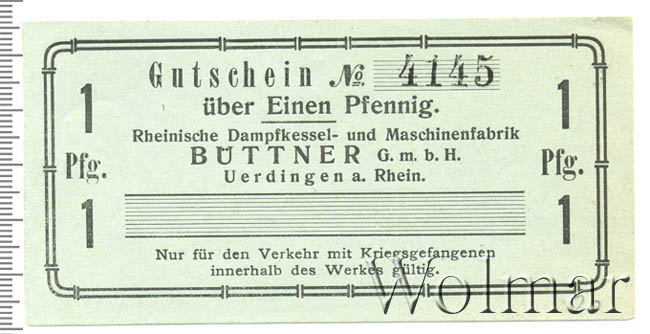 Gutschein № 4145
über Einen Pfennig.
Rheinische Dampfkessel- und Maschinenfabrik
BÜTTNER G. m. b. H.
Uerdingen a. Rhein.
1
Pfg.
1
1
Pfg.
1
Nur für den Verkehr mit Kriegsgefangenen
innerhalb des Werkes gültig.
Wolmar